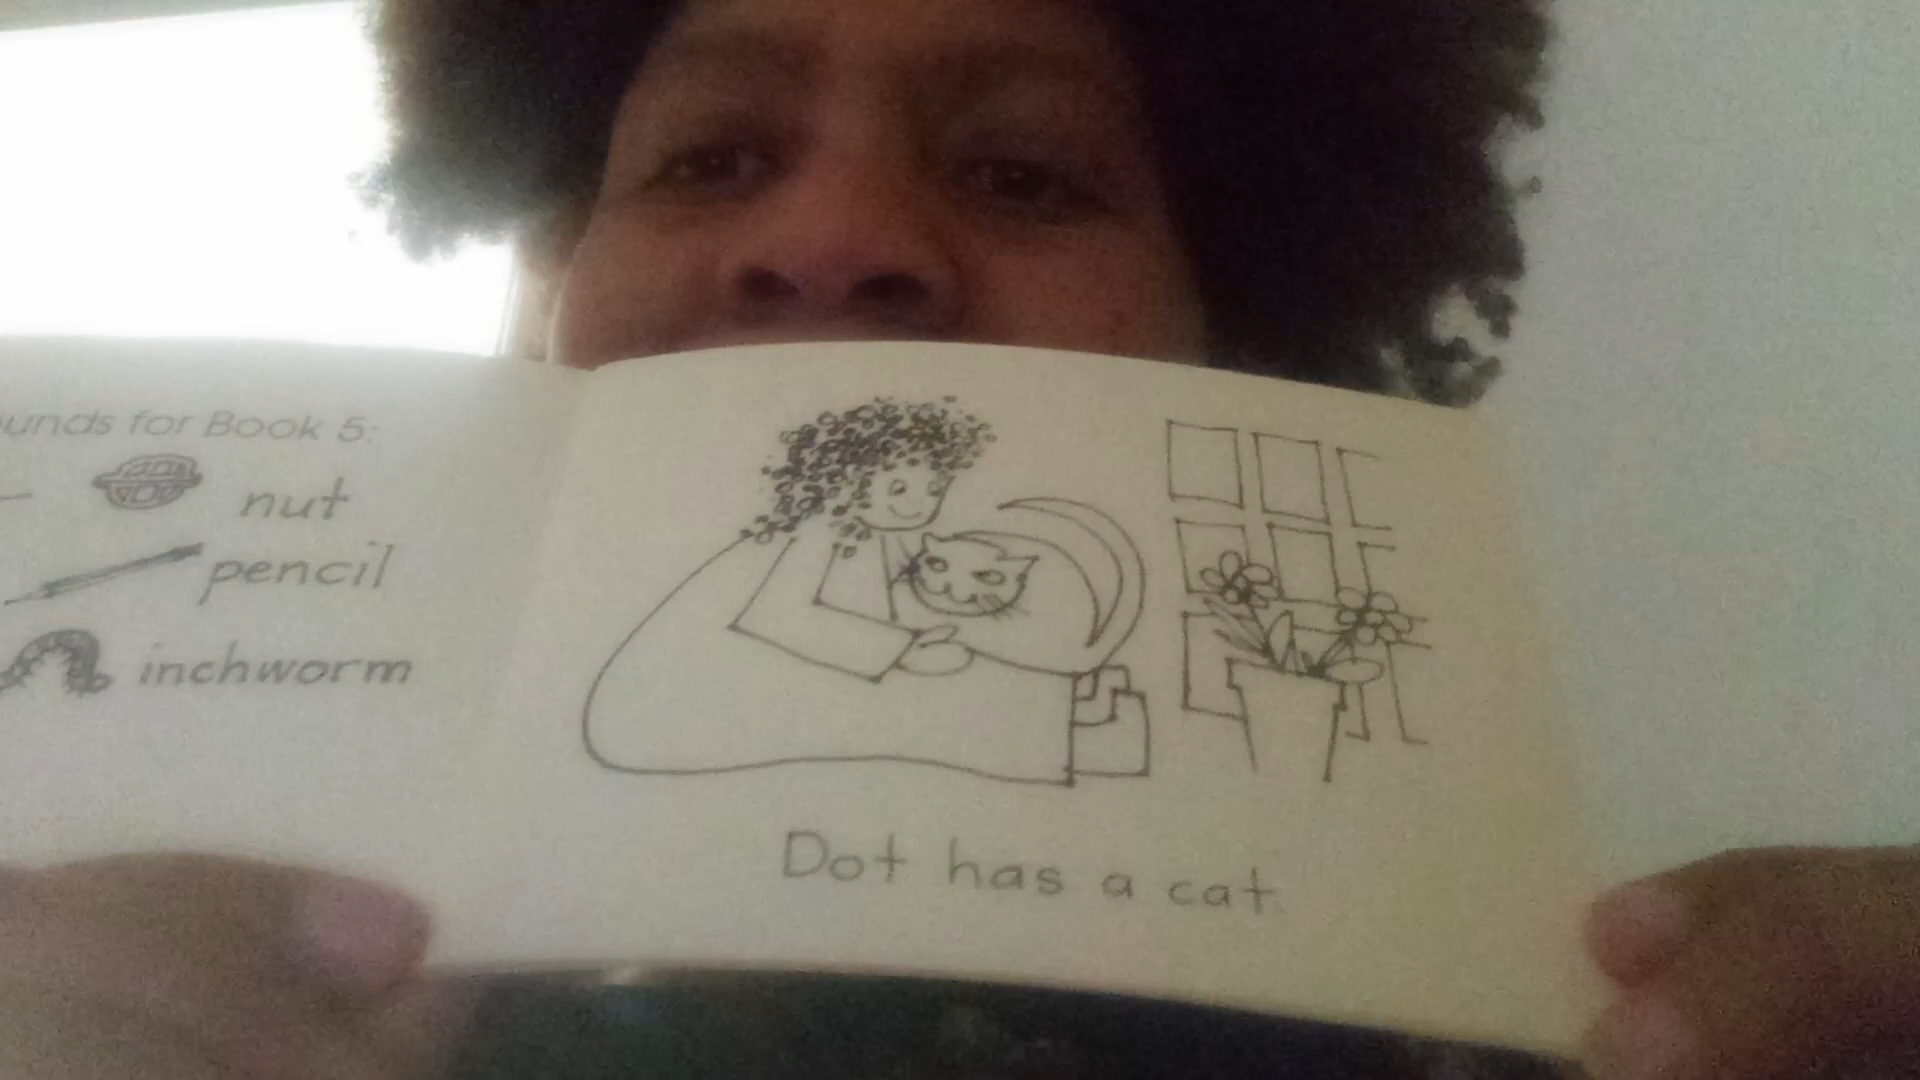 for Book 5:
nut
pencil
inchworm
Dot has a cat.